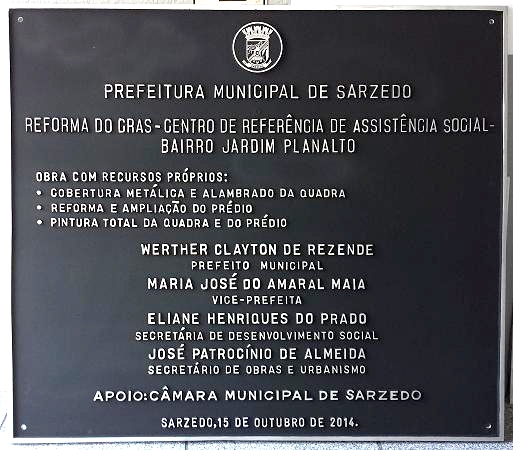 PREFEITURA MUNICIPAL DE SARZEDO
REFORMA DO CRAS-CENTRO DE REFERÊNCIA DE ASSISTÊNCIA SOCIAL-
BAIRRO JARDIM PLANALTO
OBRA COM RECURSOS PRÓPRIOS:
• COBERTURA METÁLICA E ALAMBRADO DA QUADRA
• REFORMA E AMPLIAÇÃO DO PRÉDIO
• PINTURA TOTAL DA QUADRA E DO PRÉDIO
WERTHER CLAYTON DE REZENDE
PREFEITO MUNICIPAL
MARIA JOSÉ DO AMARAL MAIA
VICE-PREFEITA
ELIANE HENRIQUES DO PRADO
SECRETÁRIA DE DESENVOLVIMENTO SOCIAL
JOSÉ PATROCÍNIO DE ALMEIDA
SECRETÁRIO DE OBRAS E URBANISMO
APOIO:CÂMARA MUNICIPAL DE SARZEDO
SARZEDO,15 DE OUTUBRO DE 2014.